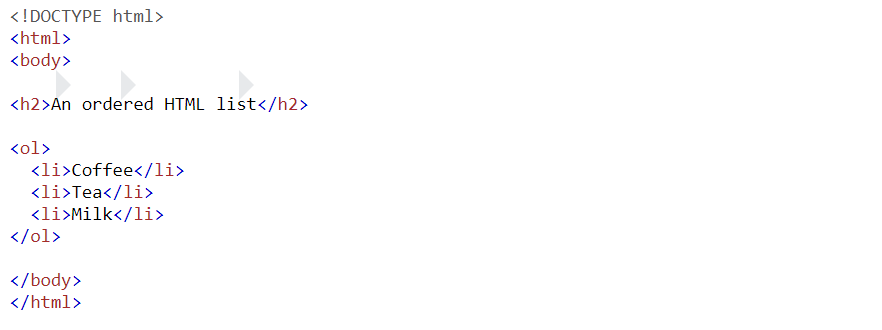 <!DOCTYPE html>
<html>
<body>
<h2>An ordered HTML list</h2>
<ol>
<li>Coffee</li>
<li>Tea</li>
<li>Milk</li>
</ol>
</body>
</html>